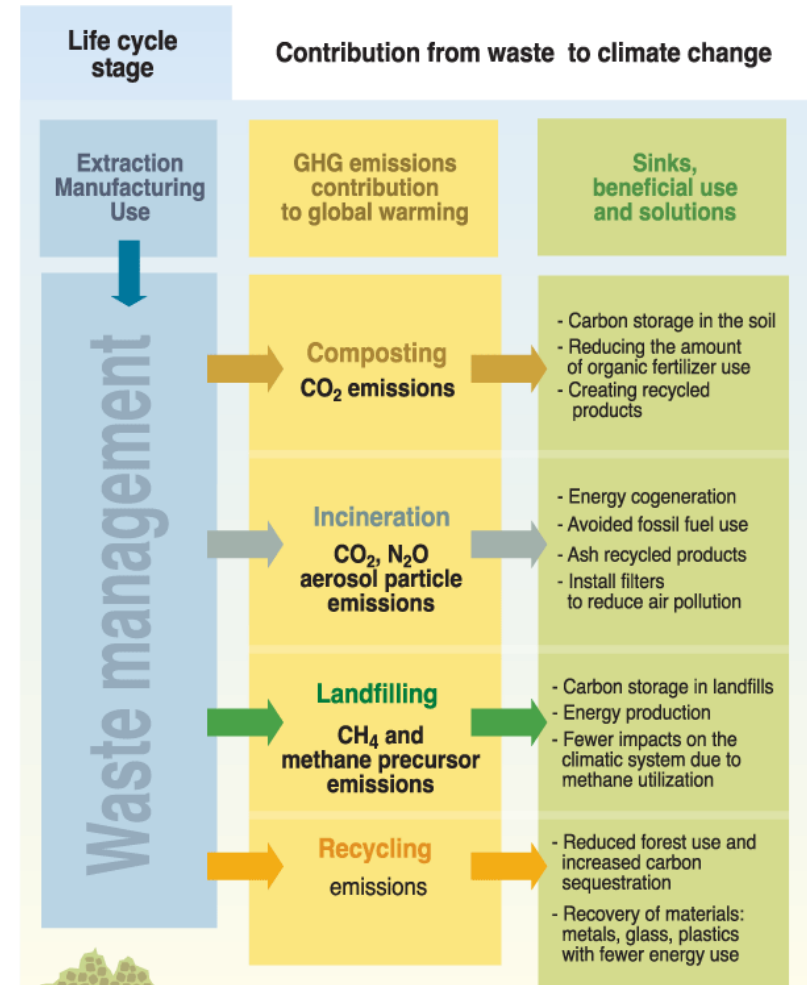 Life cycle
stage
Contribution from waste to climate change
Extraction
Manufacturing
Use
GHG emissions
contribution
to global warming
Sinks,
beneficial use
and solutions
Waste management
Composting
CO₂ emissions
- Carbon storage in the soil
- Reducing the amount
of organic fertilizer use
- Creating recycled
products
Incineration
CO₂, N₂O
aerosol particle
emissions
- Energy cogeneration
- Avoided fossil fuel use
- Ash recycled products
- Install filters
to reduce air pollution
Landfilling
CH₄ and
methane precursor
emissions
- Carbon storage in landfills
- Energy production
- Fewer impacts on the
climatic system due to
methane utilization
Recycling
emissions
- Reduced forest use and
increased carbon
sequestration
- Recovery of materials:
metals, glass, plastics
with fewer energy use